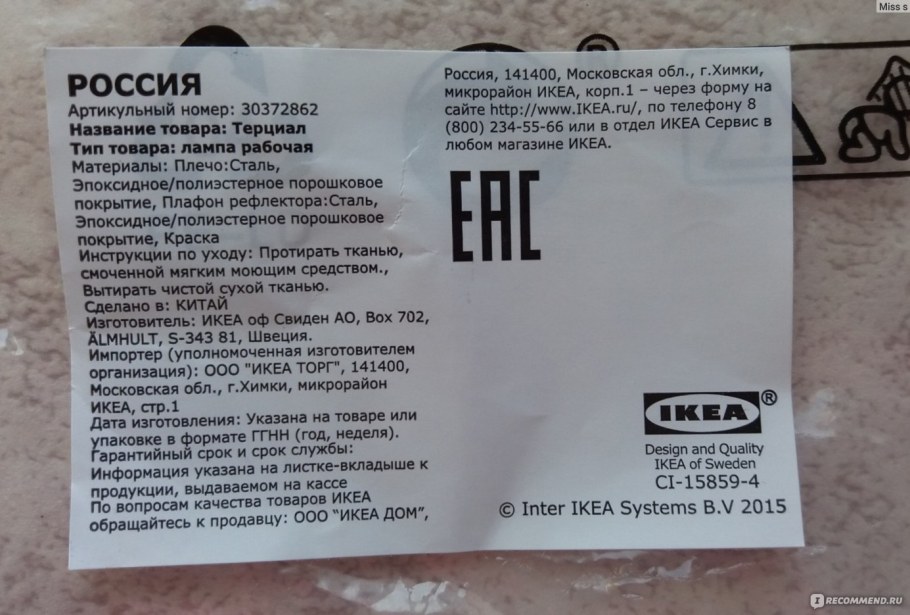 Miss s
РОССИЯ
Артикульный номер: 30372862
Название товара: Терциал
Тип товара: лампа рабочая
Материалы: Плечо:Сталь,
Эпоксидное/полиэстерное порошковое
покрытие, Плафон рефлектора:Сталь,
Эпоксидное/полиэстерное порошковое
покрытие, Краска
Инструкции по уходу: Протирать тканью,
смоченной мягким моющим средством.,
Вытирать чистой сухой тканью.
Сделано в: КИТАЙ
Изготовитель: ИКЕА оф Свиден АО, Box 702,
ÄLMHULT, S-343 81, Швеция.
Импортер (уполномоченная изготовителем
организация): ООО "ИКЕА ТОРГ", 141400,
Московская обл., г.Химки, микрорайон
ИКЕА, стр.1
Дата изготовления: Указана на товаре или
упаковке в формате ГГНН (год, неделя).
Гарантийный срок и срок службы:
Информация указана на листке-вкладыше к
продукции, выдаваемом на кассе
По вопросам качества товаров ИКЕА
обращайтесь к продавцу: ООО “ИКЕА ДОМ”,
Россия, 141400, Московская обл., г.Химки,
микрорайон ИКЕА, корп.1 – через форму на
сайте http://www.IKEA.ru/, по телефону 8
(800) 234-55-66 или в отдел ИКЕА Сервис в
любом магазине ИКЕА.
EAC
IKEA®
Design and Quality
IKEA of Sweden
CI-15859-4
© Inter IKEA Systems B.V 2015
I RECOMMEND.RU